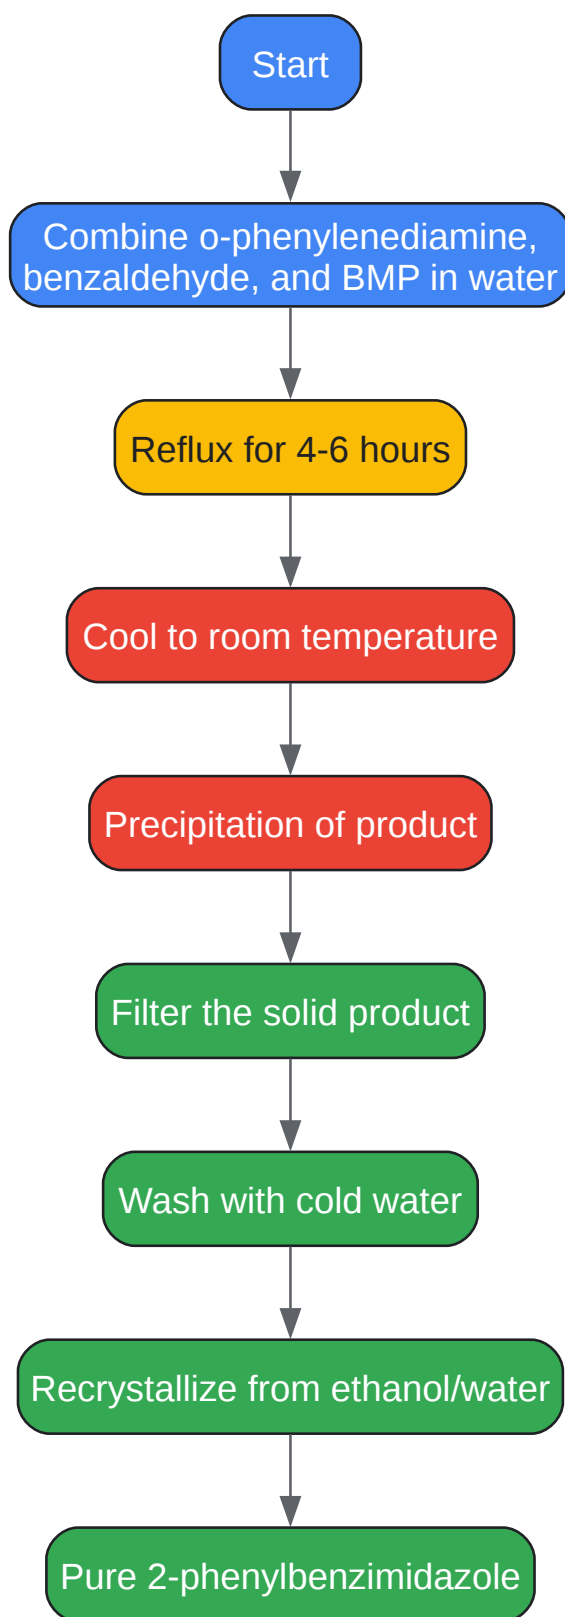 Start
Combine o-phenylenediamine,
benzaldehyde, and BMP in water
Reflux for 4-6 hours
Cool to room temperature
Precipitation of product
Filter the solid product
Wash with cold water
Recrystallize from ethanol/water
Pure 2-phenylbenzimidazole